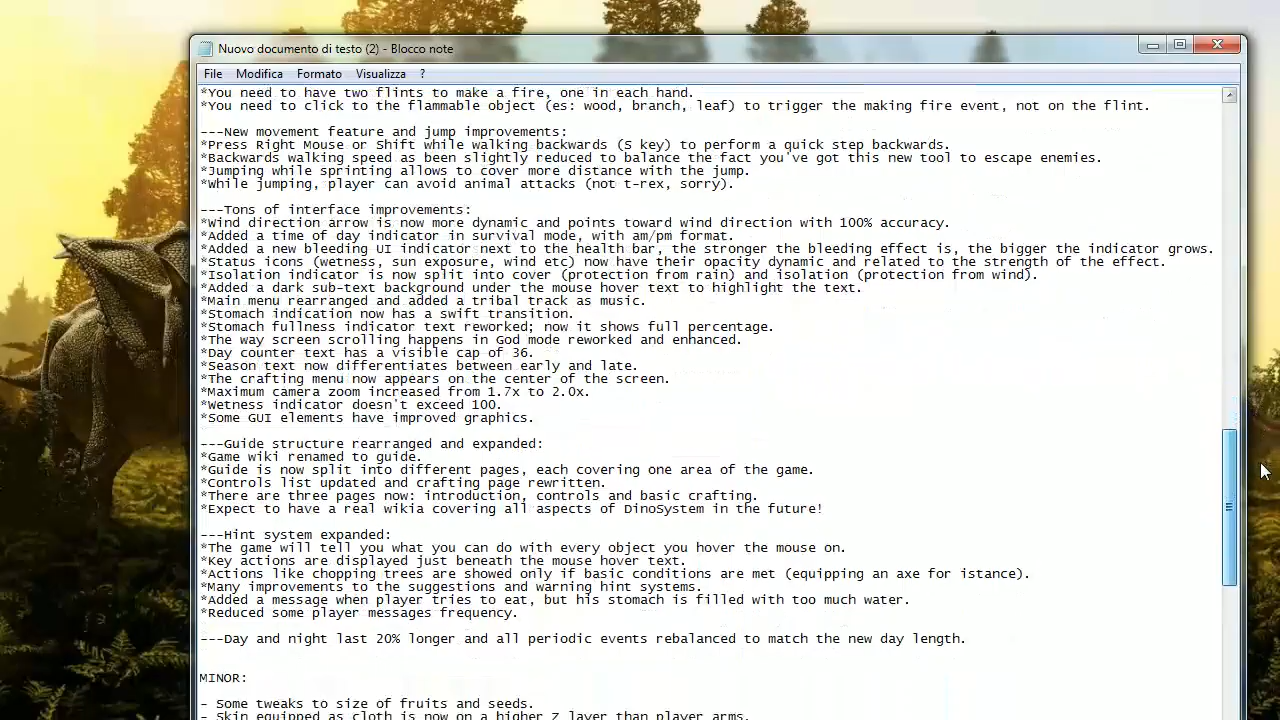 Nuovo documento di testo (2) - Blocco note
File Modifica Formato Visualizza ?
*You need to have two flints to make a fire, one in each hand.
*You need to click to the flammable object (es: wood, branch, leaf) to trigger the making fire event, not on the flint.
---New movement feature and jump improvements:
*Press Right Mouse or Shift while walking backwards (S key) to perform a quick step backwards.
*Backwards walking speed as been slightly reduced to balance the fact you've got this new tool to escape enemies.
*Jumping while sprinting allows to cover more distance with the jump.
*While jumping, player can avoid animal attacks (not t-rex, sorry).
---Tons of interface improvements:
*Wind direction arrow is now more dynamic and points toward wind direction with 100% accuracy.
*Added a time of day indicator in survival mode, with am/pm format.
*Added a new bleeding UI indicator next to the health bar, the stronger the bleeding effect is, the bigger the indicator grows.
*Status icons (wetness, sun exposure, wind etc) now have their opacity dynamic and related to the strength of the effect.
*Isolation indicator is now split into cover (protection from rain) and isolation (protection from wind).
*Added a dark sub-text background under the mouse hover text to highlight the text.
*Main menu rearranged and added a tribal track as music.
*Stomach indication now has a swift transition.
*Stomach fullness indicator text reworked; now it shows full percentage.
*The way screen scrolling happens in God mode reworked and enhanced.
*Day counter text has a visible cap of 36.
*Season text now differentiates between early and late.
*The crafting menu now appears on the center of the screen.
*Maximum camera zoom increased from 1.7x to 2.0x.
*Wetness indicator doesn't exceed 100.
*Some GUI elements have improved graphics.
---Guide structure rearranged and expanded:
*Game wiki renamed to guide.
*Guide is now split into different pages, each covering one area of the game.
*Controls list updated and crafting page rewritten.
*There are three pages now: introduction, controls and basic crafting.
*Expect to have a real wikia covering all aspects of DinoSystem in the future!
---Hint system expanded:
*The game will tell you what you can do with every object you hover the mouse on.
*Key actions are displayed just beneath the mouse hover text.
*Actions like chopping trees are showed only if basic conditions are met (equipping an axe for istance).
*Many improvements to the suggestions and warning hint systems.
*Added a message when player tries to eat, but his stomach is filled with too much water.
*Reduced some player messages frequency.
---Day and night last 20% longer and all periodic events rebalanced to match the new day length.
MINOR:
- Some tweaks to size of fruits and seeds.
- Skin equipped as cloth is now on a higher Z layer than player arms.